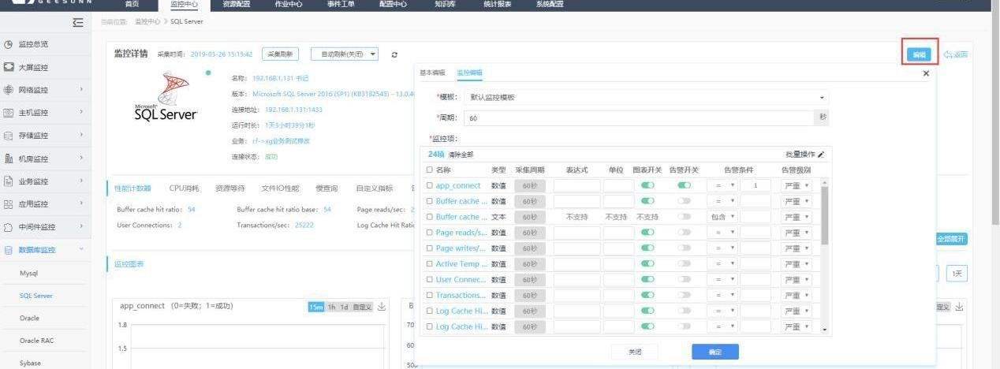 GEESUNN
首页 监控中心 资源配置 作业中心 事件工单 配置中心 知识库 统计报表 系统配置
当前位置: 监控中心 > SQL Server
监控总览
大屏监控
网络监控
主机监控
存储监控
机房监控
业务监控
应用监控
中间件监控
数据库监控
Mysql
SQL Server
Oracle
Oracle RAC
Sybase
监控详情 采集时间: 2019-03-26 15:15:42 采集刷新 自动刷新(关闭) 编辑 返回
Microsoft
SQL Server
名称: 192.168.1.131-书记
版本: Microsoft SQL Server 2016 (SP1) (KB3182545) - 13.0.4
连接地址: 192.168.1.131:1433
运行时长: 1天3小时39分1秒
业务: cf->xg业务测试修改
连接状态: 成功
性能计数器 CPU消耗 资源等待 文件IO性能 慢查询 自定义指标
Buffer cache hit ratio: 54 Buffer cache hit ratio base: 54 Page reads/sec: 2
User Connections: 2 Transactions/sec: 25222 Log Cache Hit Rati
全部展开
监控图表
1天
app_connect (0=失败; 1=成功) 15m 1h 1d 自定义
1.8
1.5
B
70
60
500
定义
基本编辑 监控编辑
*模板: 默认监控模板
*周期: 60 秒
*监控项:
24项 清除全部 批量操作
名称 类型 采集周期 表达式 单位 图表开关 告警开关 告警条件 告警级别
app_connect 数值 60秒 = 1 严重
Buffer cache ... 数值 60秒 = 严重
Buffer cache ... 文本 60秒 不支持 不支持 不支持 包含 严重
Page reads/s... 数值 60秒 = 严重
Page writes/... 数值 60秒 = 严重
Active Temp ... 数值 60秒 = 严重
User Connec... 数值 60秒 = 严重
Transactions... 数值 60秒 = 严重
Log Cache Hi... 数值 60秒 = 严重
Log Cache Hi... 数值 60秒 = 严重
关闭 确定